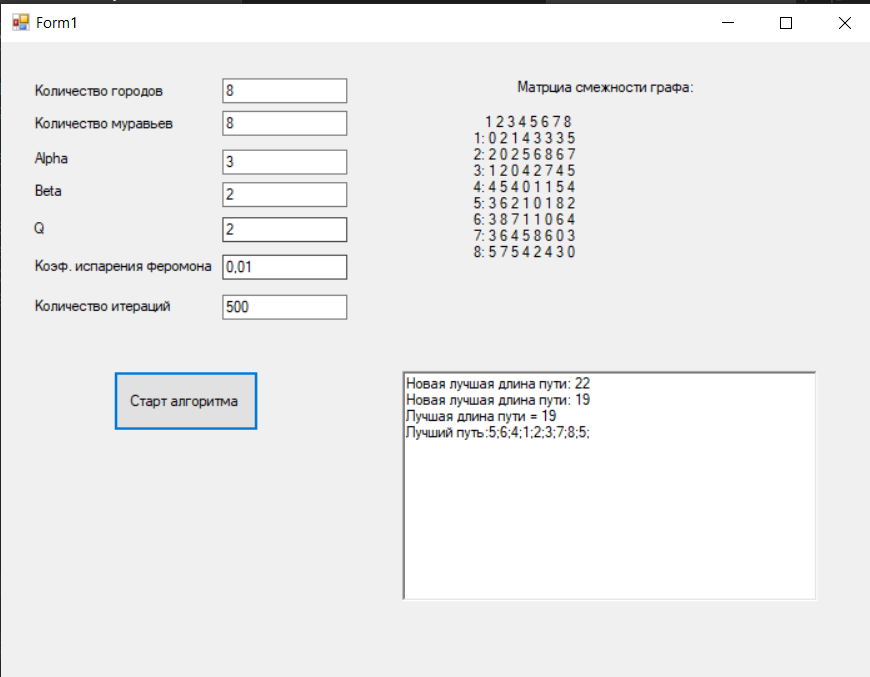 Form1
Количество городов 8
Количество муравьев 8
Alpha 3
Beta 2
Q 2
Коэф. испарения феромона 0,01
Количество итераций 500
Старт алгоритма
Матрциа смежности графа:
1 2 3 4 5 6 7 8
1: 0 2 1 4 3 3 3 5
2: 2 0 2 5 6 8 6 7
3: 1 2 0 4 2 7 4 5
4: 4 5 4 0 1 1 5 4
5: 3 6 2 1 0 1 8 2
6: 3 8 7 1 1 0 6 4
7: 3 6 4 5 8 6 0 3
8: 5 7 5 4 2 4 3 0
Новая лучшая длина пути: 22
Новая лучшая длина пути: 19
Лучшая длина пути = 19
Лучший путь:5;6;4;1;2;3;7;8;5;